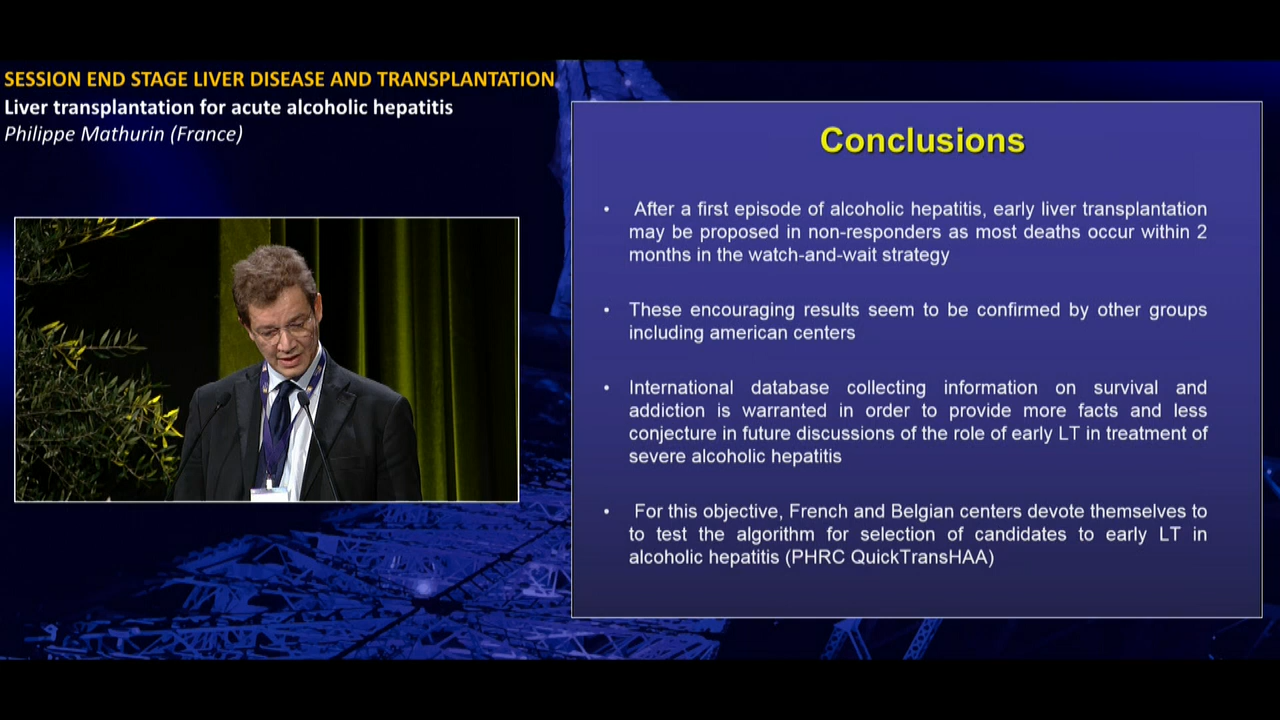 SESSION END STAGE LIVER DISEASE AND TRANSPLANTATION
Liver transplantation for acute alcoholic hepatitis
Philippe Mathurin (France)
Conclusions
• After a first episode of alcoholic hepatitis, early liver transplantation
may be proposed in non-responders as most deaths occur within 2
months in the watch-and-wait strategy
• These encouraging results seem to be confirmed by other groups
including american centers
• International database collecting information on survival and
addiction is warranted in order to provide more facts and less
conjecture in future discussions of the role of early LT in treatment of
severe alcoholic hepatitis
• For this objective, French and Belgian centers devote themselves to
to test the algorithm for selection of candidates to early LT in
alcoholic hepatitis (PHRC QuickTransHAA)